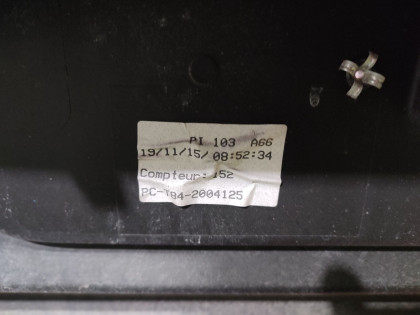 PI 103 A66
19/11/15/ 08:52:34
Compteur: 152
PC-194-2004125